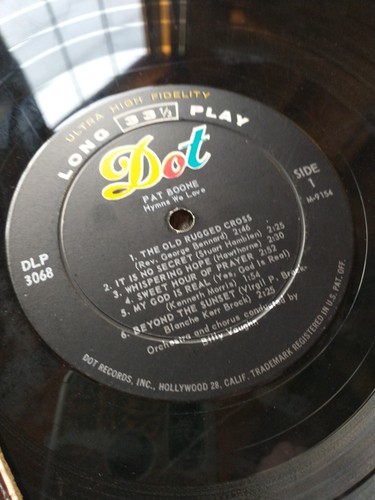 ULTRA HIGH FIDELITY
LONG 33⅓ PLAY
Dot
PAT BOONE
Hymns We Love
SIDE
1
M-9154
DLP
3068
1. THE OLD RUGGED CROSS
(Rev. George Bennard) 2:46
2. IT IS NO SECRET (Stuart Hamblen) 2:25
3. WHISPERING HOPE (Hawthorne) 2:30
4. SWEET HOUR OF PRAYER 2:52
5. MY GOD IS REAL (Yes, God Is Real)
(Kenneth Morris) 1:54
6. BEYOND THE SUNSET (Virgil P. Brock-
Blanche Kerr Brock) 2:25
Orchestra and chorus conducted by
Billy Vaughn
DOT RECORDS, INC., HOLLYWOOD 28, CALIF. TRADEMARK REGISTERED IN U.S. PAT. OFF.